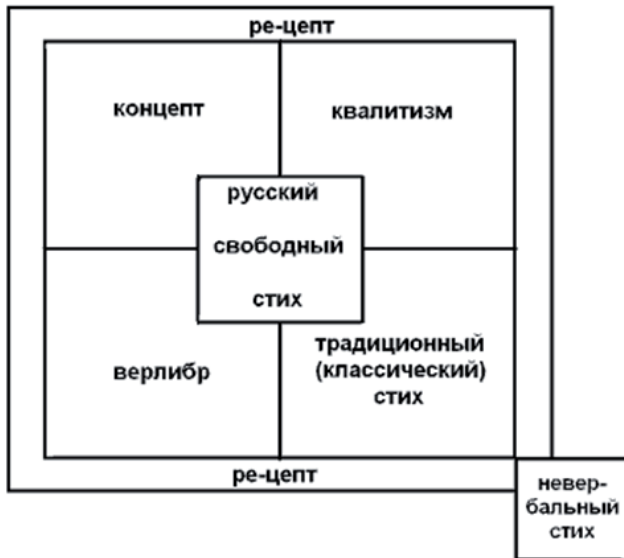 ре-цепт
концепт
квалитизм
русский
свободный
стих
верлибр
традиционный
(классический)
стих
ре-цепт
невер-
бальный
стих